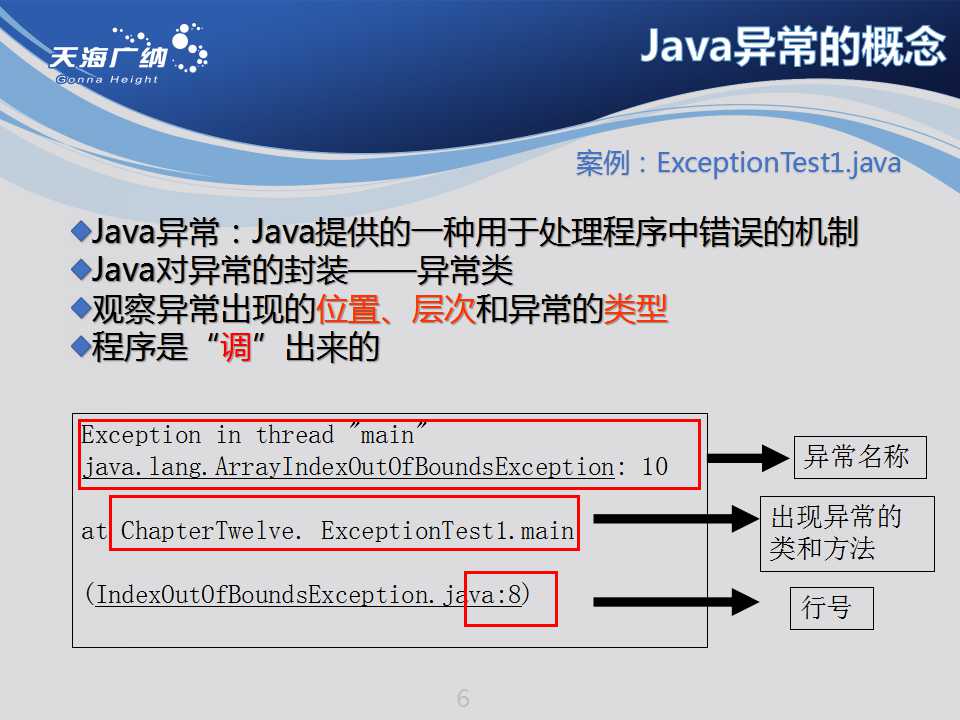 天海广纳
Gonna Height
Java异常的概念
案例：ExceptionTest1.java
Java异常：Java提供的一种用于处理程序中错误的机制
Java对异常的封装——异常类
观察异常出现的位置、层次和异常的类型
程序是“调”出来的
Exception in thread "main"
java.lang.ArrayIndexOutOfBoundsException: 10
异常名称
at ChapterTwelve. ExceptionTest1.main
出现异常的
类和方法
(IndexOutOfBoundsException.java:8)
行号
6